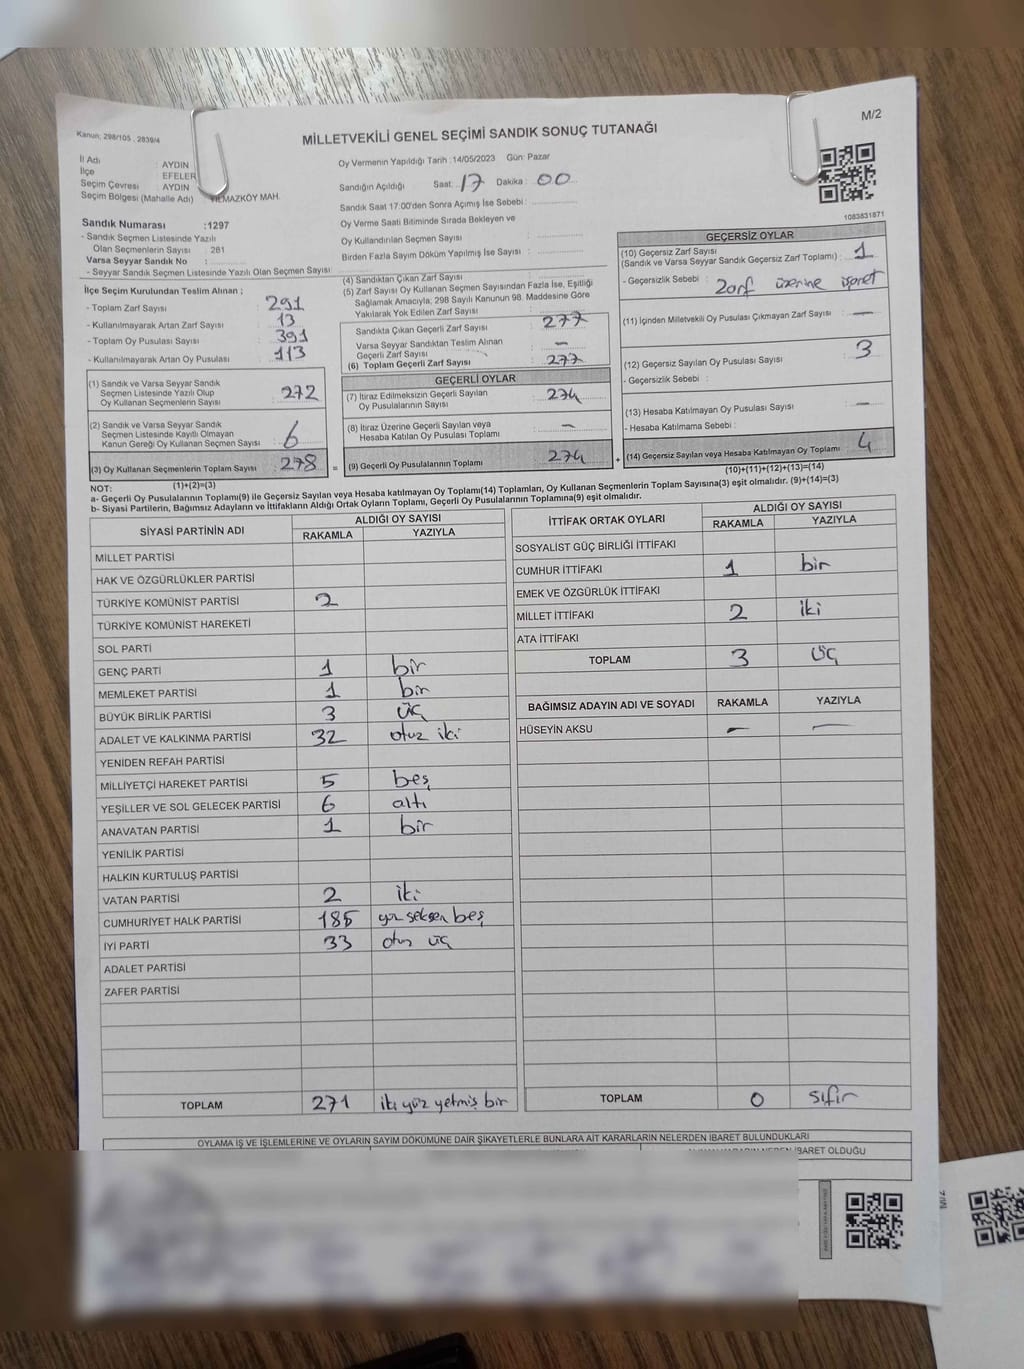 Kanun; 298/105 , 2839/4
M/2
MİLLETVEKİLİ GENEL SEÇİMİ SANDIK SONUÇ TUTANAĞI
İl Adı : AYDIN
İlçe : EFELER
Seçim Çevresi : AYDIN
Seçim Bölgesi (Mahalle Adı) YILMAZKÖY MAH.
Sandık Numarası :1297
- Sandık Seçmen Listesinde Yazılı
Olan Seçmenlerin Sayısı : 281
Varsa Seyyar Sandık No :
- Seyyar Sandık Seçmen Listesinde Yazılı Olan Seçmen Sayısı :
Oy Vermenin Yapıldığı Tarih :14/05/2023 Gün: Pazar
Sandığın Açıldığı Saat: 17 Dakika : 00
Sandık Saat 17.00'den Sonra Açımış İse Sebebi :
Oy Verme Saati Bitiminde Sırada Bekleyen ve
Oy Kullandırılan Seçmen Sayısı :
Birden Fazla Sayım Döküm Yapılmış İse Sayısı :
1083831871
İlçe Seçim Kurulundan Teslim Alınan ;
- Toplam Zarf Sayısı : 291
- Kullanılmayarak Artan Zarf Sayısı : 13
- Toplam Oy Pusulası Sayısı : 391
- Kullanılmayarak Artan Oy Pusulası : 113
(4) Sandıktan Çıkan Zarf Sayısı :
(5) Zarf Sayısı Oy Kullanan Seçmen Sayısından Fazla İse, Eşitliği
Sağlamak Amacıyla; 298 Sayılı Kanunun 98. Maddesine Göre
Yakılarak Yok Edilen Zarf Sayısı :
Sandıkta Çıkan Geçerli Zarf Sayısı : 277
Varsa Seyyar Sandıktan Teslim Alınan
Geçerli Zarf Sayısı : -
(6) Toplam Geçerli Zarf Sayısı : 277
GEÇERSİZ OYLAR
(10) Geçersiz Zarf Sayısı
(Sandık ve Varsa Seyyar Sandık Geçersiz Zarf Toplamı) : 1
- Geçersizlik Sebebi : Zarf üzerine işaret
(11) İçinden Milletvekili Oy Pusulası Çıkmayan Zarf Sayısı : -
(12) Geçersiz Sayılan Oy Pusulası Sayısı : 3
- Geçersizlik Sebebi :
(13) Hesaba Katılmayan Oy Pusulası Sayısı : -
- Hesaba Katılmama Sebebi :
(14) Geçersiz Sayılan veya Hesaba Katılmayan Oy Toplamı : 4
(10)+(11)+(12)+(13)=(14)
(1) Sandık ve Varsa Seyyar Sandık
Seçmen Listesinde Yazılı Olup
Oy Kullanan Seçmenlerin Sayısı : 272
(2) Sandık ve Varsa Seyyar Sandık
Seçmen Listesinde Kayıtlı Olmayan
Kanun Gereği Oy Kullanan Seçmen Sayısı : 6
(3) Oy Kullanan Seçmenlerin Toplam Sayısı : 278 =
(1)+(2)=(3)
GEÇERLİ OYLAR
(7) İtiraz Edilmeksizin Geçerli Sayılan
Oy Pusulalarının Sayısı : 274
(8) İtiraz Üzerine Geçerli Sayılan veya
Hesaba Katılan Oy Pusulası Toplamı : -
(9) Geçerli Oy Pusulalarının Toplamı : 274 +
NOT:
a- Geçerli Oy Pusulalarının Toplamı(9) ile Geçersiz Sayılan veya Hesaba katılmayan Oy Toplamı(14) Toplamları, Oy Kullanan Seçmenlerin Toplam Sayısına(3) eşit olmalıdır. (9)+(14)=(3)
b- Siyasi Partilerin, Bağımsız Adayların ve İttifakların Aldığı Ortak Oyların Toplamı, Geçerli Oy Pusulalarının Toplamına(9) eşit olmalıdır.
SİYASİ PARTİNİN ADI ALDIĞI OY SAYISI
RAKAMLA YAZIYLA
MİLLET PARTİSİ
HAK VE ÖZGÜRLÜKLER PARTİSİ
TÜRKİYE KOMÜNİST PARTİSİ 2
TÜRKİYE KOMÜNİST HAREKETİ
SOL PARTİ
GENÇ PARTİ 1 bir
MEMLEKET PARTİSİ 1 bir
BÜYÜK BİRLİK PARTİSİ 3 üç
ADALET VE KALKINMA PARTİSİ 32 otuz iki
YENİDEN REFAH PARTİSİ
MİLLİYETÇİ HAREKET PARTİSİ 5 beş
YEŞİLLER VE SOL GELECEK PARTİSİ 6 altı
ANAVATAN PARTİSİ 1 bir
YENİLİK PARTİSİ
HALKIN KURTULUŞ PARTİSİ
VATAN PARTİSİ 2 iki
CUMHURİYET HALK PARTİSİ 185 yüz seksen beş
İYİ PARTİ 33 otuz üç
ADALET PARTİSİ
ZAFER PARTİSİ
TOPLAM 271 iki yüz yetmiş bir
İTTİFAK ORTAK OYLARI ALDIĞI OY SAYISI
RAKAMLA YAZIYLA
SOSYALİST GÜÇ BİRLİĞİ İTTİFAKI
CUMHUR İTTİFAKI 1 bir
EMEK VE ÖZGÜRLÜK İTTİFAKI
MİLLET İTTİFAKI 2 iki
ATA İTTİFAKI
TOPLAM 3 üç
BAĞIMSIZ ADAYIN ADI VE SOYADI RAKAMLA YAZIYLA
HÜSEYİN AKSU - -
TOPLAM 0 sıfır
OYLAMA İŞ VE İŞLEMLERİNE VE OYLARIN SAYIM DÖKÜMÜNE DAİR ŞİKAYETLERLE BUNLARA AİT KARARLARIN NELERDEN İBARET BULUNDUKLARI
İBARET OLDUĞU
M/2